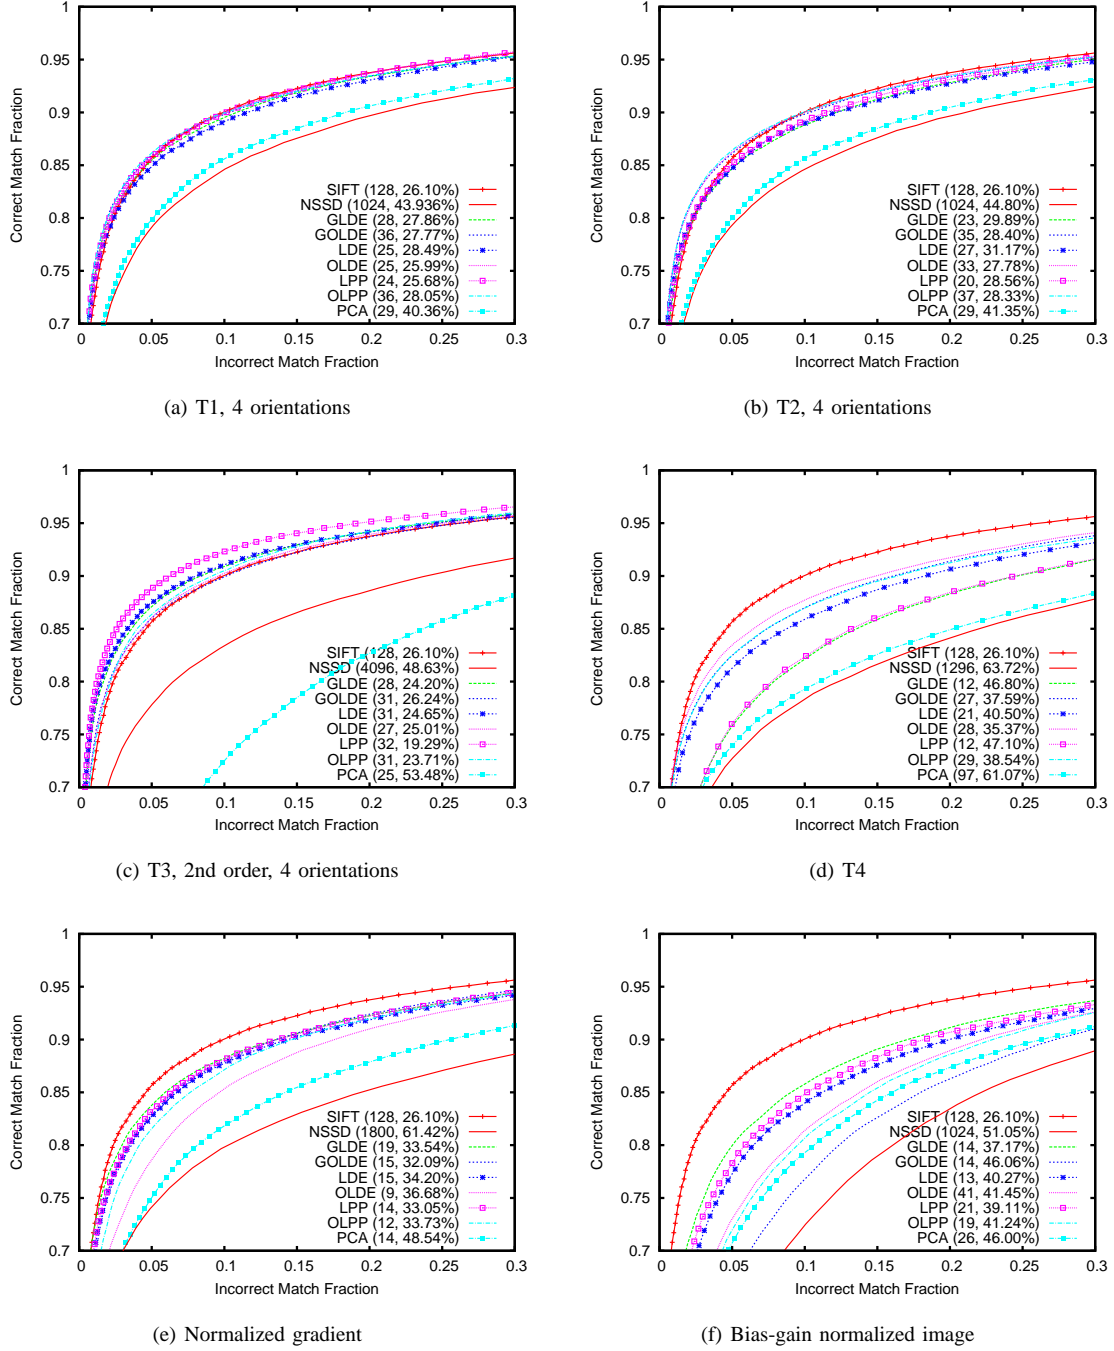 1
0.95
0.9
0.85
0.8
0.75
0.7
Correct Match Fraction
SIFT (128, 26.10%)
NSSD (1024, 43.936%)
GLDE (28, 27.86%)
GOLDE (36, 27.77%)
LDE (25, 28.49%)
OLDE (25, 25.99%)
LPP (24, 25.68%)
OLPP (36, 28.05%)
PCA (29, 40.36%)
0 0.05 0.1 0.15 0.2 0.25 0.3
Incorrect Match Fraction
(a) T1, 4 orientations
1
0.95
0.9
0.85
0.8
0.75
0.7
Correct Match Fraction
SIFT (128, 26.10%)
NSSD (1024, 44.80%)
GLDE (23, 29.89%)
GOLDE (35, 28.40%)
LDE (27, 31.17%)
OLDE (33, 27.78%)
LPP (20, 28.56%)
OLPP (37, 28.33%)
PCA (29, 41.35%)
0 0.05 0.1 0.15 0.2 0.25 0.3
Incorrect Match Fraction
(b) T2, 4 orientations
1
0.95
0.9
0.85
0.8
0.75
0.7
Correct Match Fraction
SIFT (128, 26.10%)
NSSD (4096, 48.63%)
GLDE (28, 24.20%)
GOLDE (31, 26.24%)
LDE (31, 24.65%)
OLDE (27, 25.01%)
LPP (32, 19.29%)
OLPP (31, 23.71%)
PCA (25, 53.48%)
0 0.05 0.1 0.15 0.2 0.25 0.3
Incorrect Match Fraction
(c) T3, 2nd order, 4 orientations
1
0.95
0.9
0.85
0.8
0.75
0.7
Correct Match Fraction
SIFT (128, 26.10%)
NSSD (1296, 63.72%)
GLDE (12, 46.80%)
GOLDE (27, 37.59%)
LDE (21, 40.50%)
OLDE (28, 35.37%)
LPP (12, 47.10%)
OLPP (29, 38.54%)
PCA (97, 61.07%)
0 0.05 0.1 0.15 0.2 0.25 0.3
Incorrect Match Fraction
(d) T4
1
0.95
0.9
0.85
0.8
0.75
0.7
Correct Match Fraction
SIFT (128, 26.10%)
NSSD (1800, 61.42%)
GLDE (19, 33.54%)
GOLDE (15, 32.09%)
LDE (15, 34.20%)
OLDE (9, 36.68%)
LPP (14, 33.05%)
OLPP (12, 33.73%)
PCA (14, 48.54%)
0 0.05 0.1 0.15 0.2 0.25 0.3
Incorrect Match Fraction
(e) Normalized gradient
1
0.95
0.9
0.85
0.8
0.75
0.7
Correct Match Fraction
SIFT (128, 26.10%)
NSSD (1024, 51.05%)
GLDE (14, 37.17%)
GOLDE (14, 46.06%)
LDE (13, 40.27%)
OLDE (41, 41.45%)
LPP (21, 39.11%)
OLPP (19, 41.24%)
PCA (26, 46.00%)
0 0.05 0.1 0.15 0.2 0.25 0.3
Incorrect Match Fraction
(f) Bias-gain normalized image